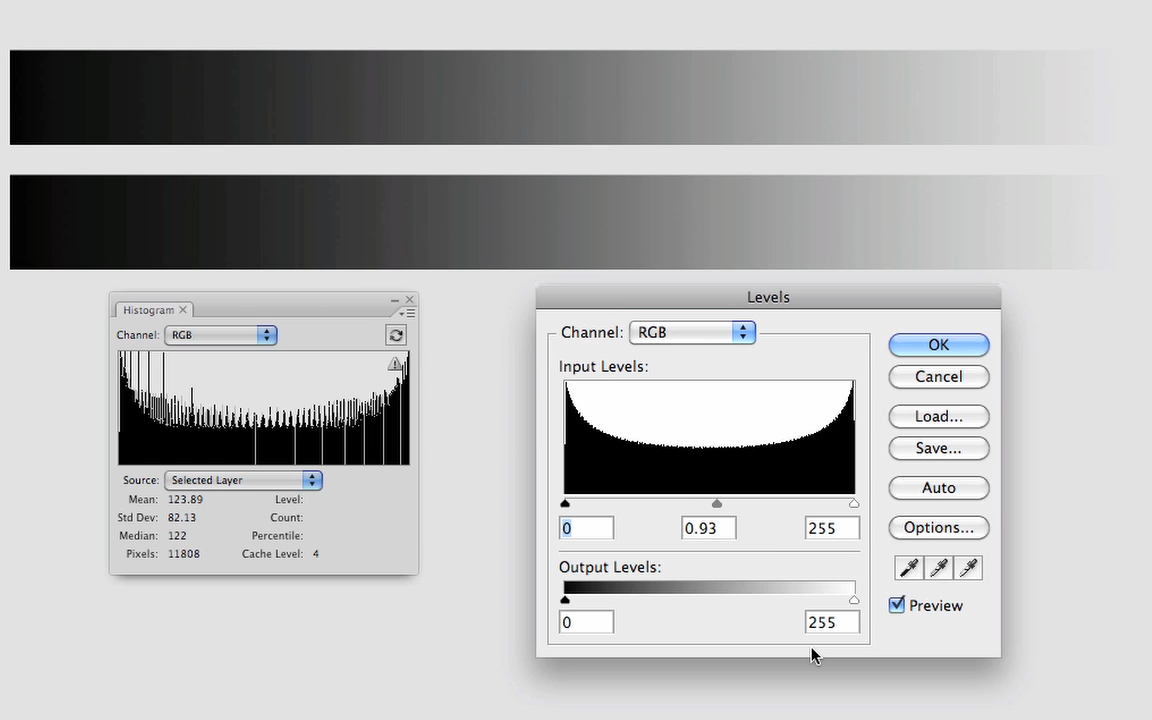 Histogram
Channel: RGB
Source: Selected Layer
Mean: 123.89 Level:
Std Dev: 82.13 Count:
Median: 122 Percentile:
Pixels: 11808 Cache Level: 4
Levels
Channel: RGB
Input Levels:
0 0.93 255
Output Levels:
0 255
OK
Cancel
Load...
Save...
Auto
Options...
Preview